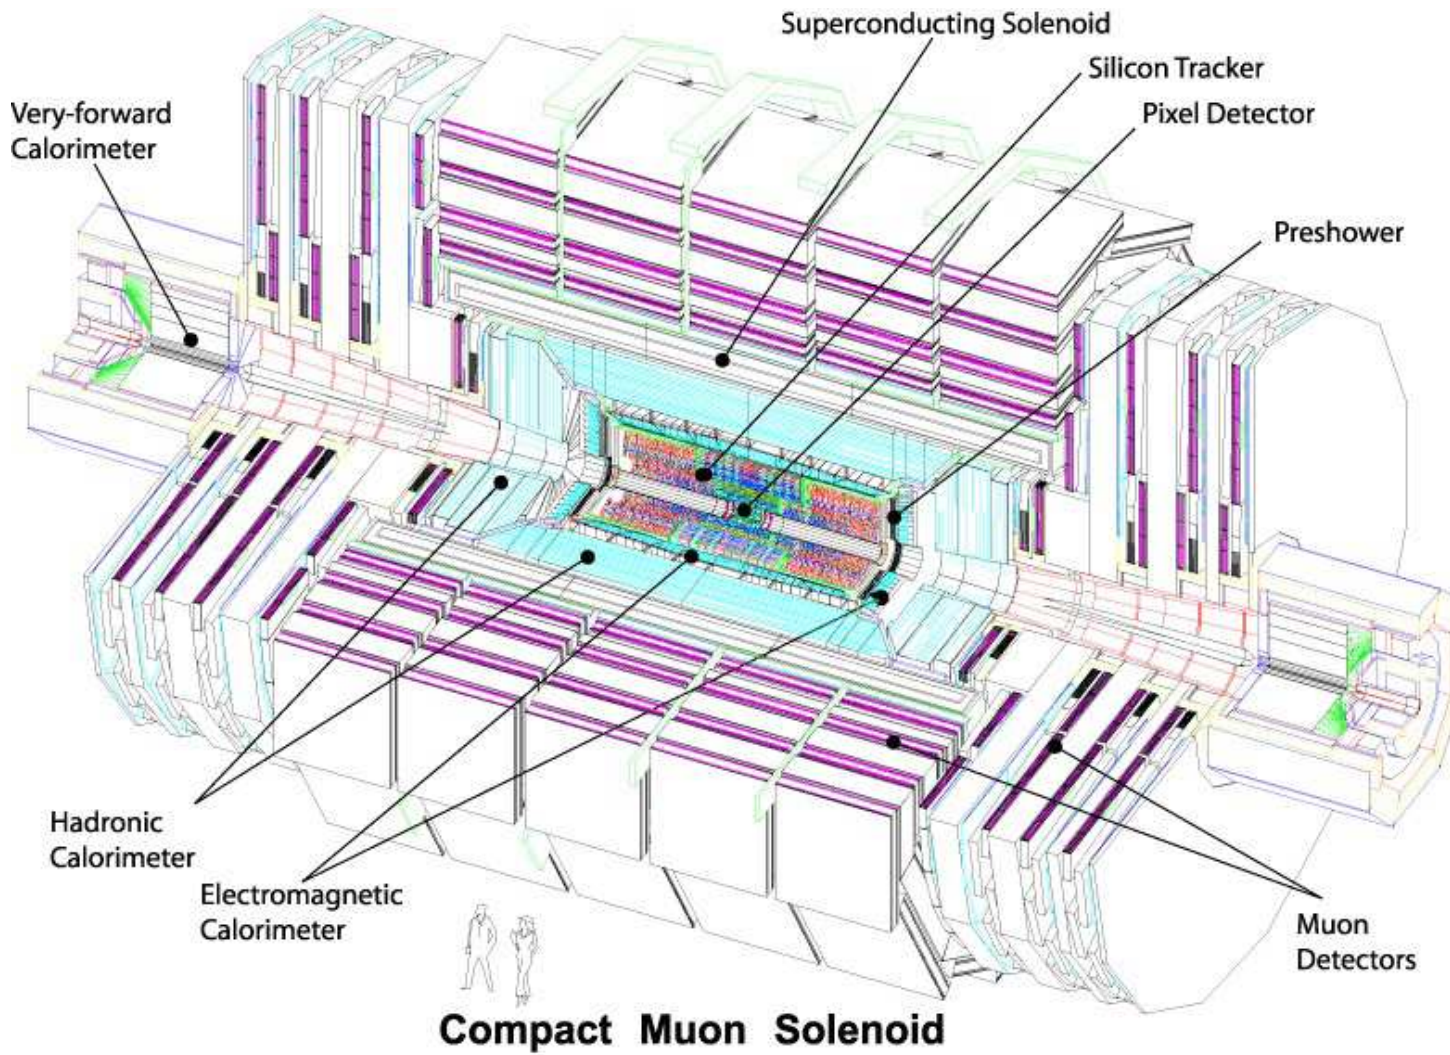 Superconducting Solenoid
Silicon Tracker
Pixel Detector
Very-forward
Calorimeter
Preshower
Hadronic
Calorimeter
Electromagnetic
Calorimeter
Muon
Detectors
Compact Muon Solenoid